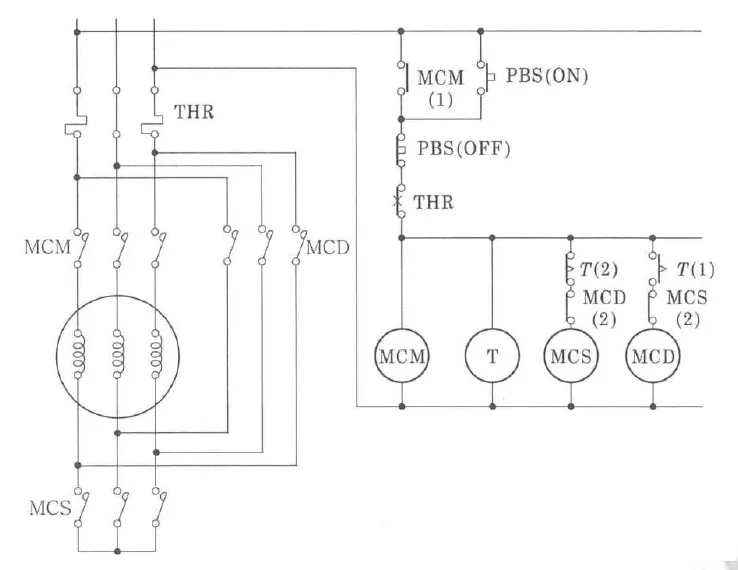 THR
MCM
(1)
PBS(ON)
PBS(OFF)
THR
MCM
MCD
T(2)
T(1)
MCD
(2)
MCS
(2)
MCM
T
MCS
MCD
MCS